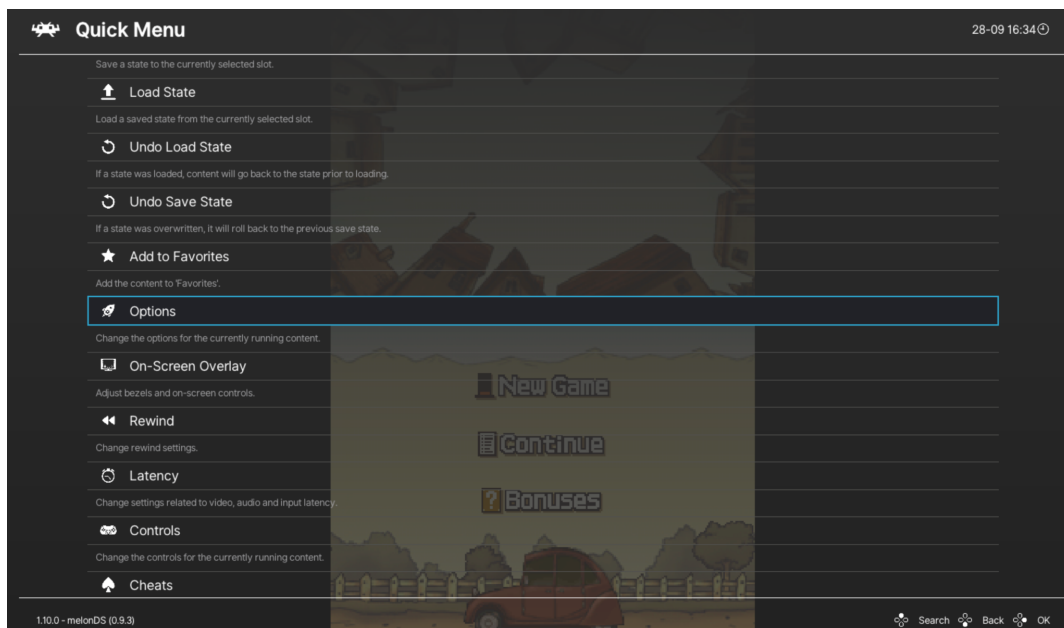 Quick Menu
28-09 16:34
Save a state to the currently selected slot.
Load State
Load a saved state from the currently selected slot.
Undo Load State
If a state was loaded, content will go back to the state prior to loading.
Undo Save State
If a state was overwritten, it will roll back to the previous save state.
Add to Favorites
Add the content to 'Favorites'.
Options
Change the options for the currently running content.
On-Screen Overlay
Adjust bezels and on-screen controls.
New Game
Rewind
Change rewind settings.
Continue
Latency
Change settings related to video, audio and input latency.
Bonuses
Controls
Change the controls for the currently running content.
Cheats
1.10.0 - melonDS (0.9.3)
Search Back OK